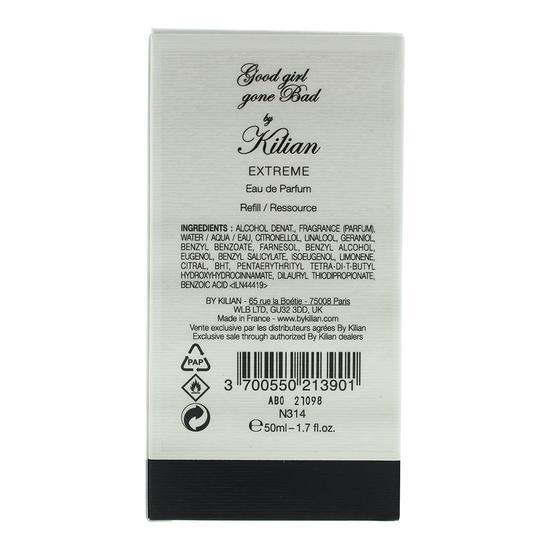 Good girl
gone Bad
by
Kilian
EXTREME
Eau de Parfum
Refill / Ressource
INGREDIENTS : ALCOHOL DENAT., FRAGRANCE (PARFUM),
WATER / AQUA / EAU, CITRONELLOL, LINALOOL, GERANIOL,
BENZYL BENZOATE, FARNESOL, BENZYL ALCOHOL,
EUGENOL, BENZYL SALICYLATE, ISOEUGENOL, LIMONENE,
CITRAL, BHT, PENTAERYTHRITYL TETRA-DI-T-BUTYL
HYDROXYHYDROCINNAMATE, DILAURYL THIODIPROPIONATE,
BENZOIC ACID <ILN44419>
BY KILIAN - 65 rue la Boétie - 75008 Paris
WLB LTD, GU32 3DD, UK
Made in France - www.bykilian.com
Vente exclusive par les distributeurs agréées By Kilian
Exclusive sale through authorized By Kilian dealers
PAP
3 700550 213901
AB0 21098
N314
℮50ml - 1.7 fl.oz.